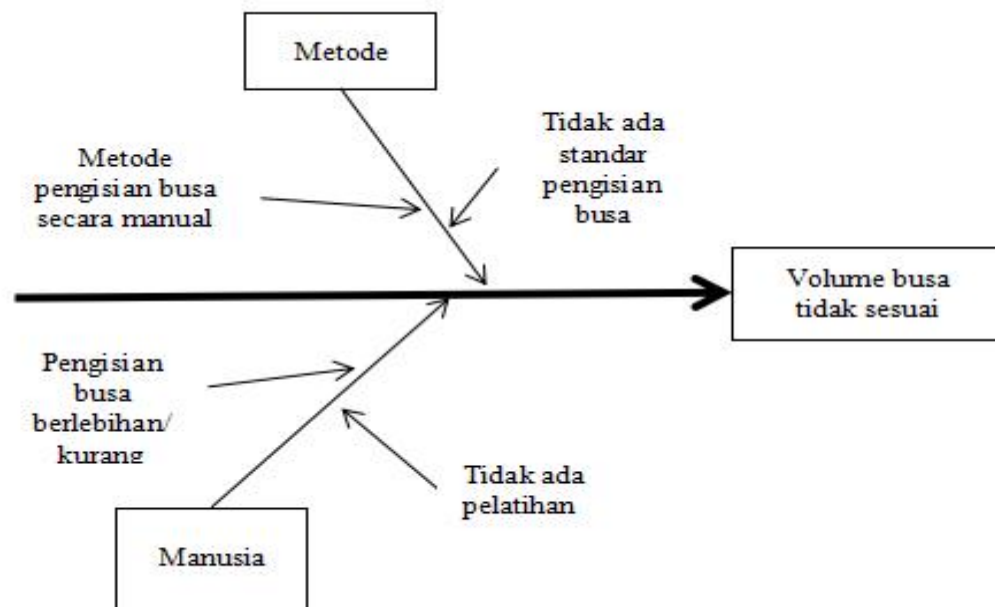 Metode
Tidak ada
standar
pengisian
busa
Metode
pengisian busa
secara manual
Volume busa
tidak sesuai
Pengisian
busa
berlebihan/
kurang
Tidak ada
pelatihan
Manusia